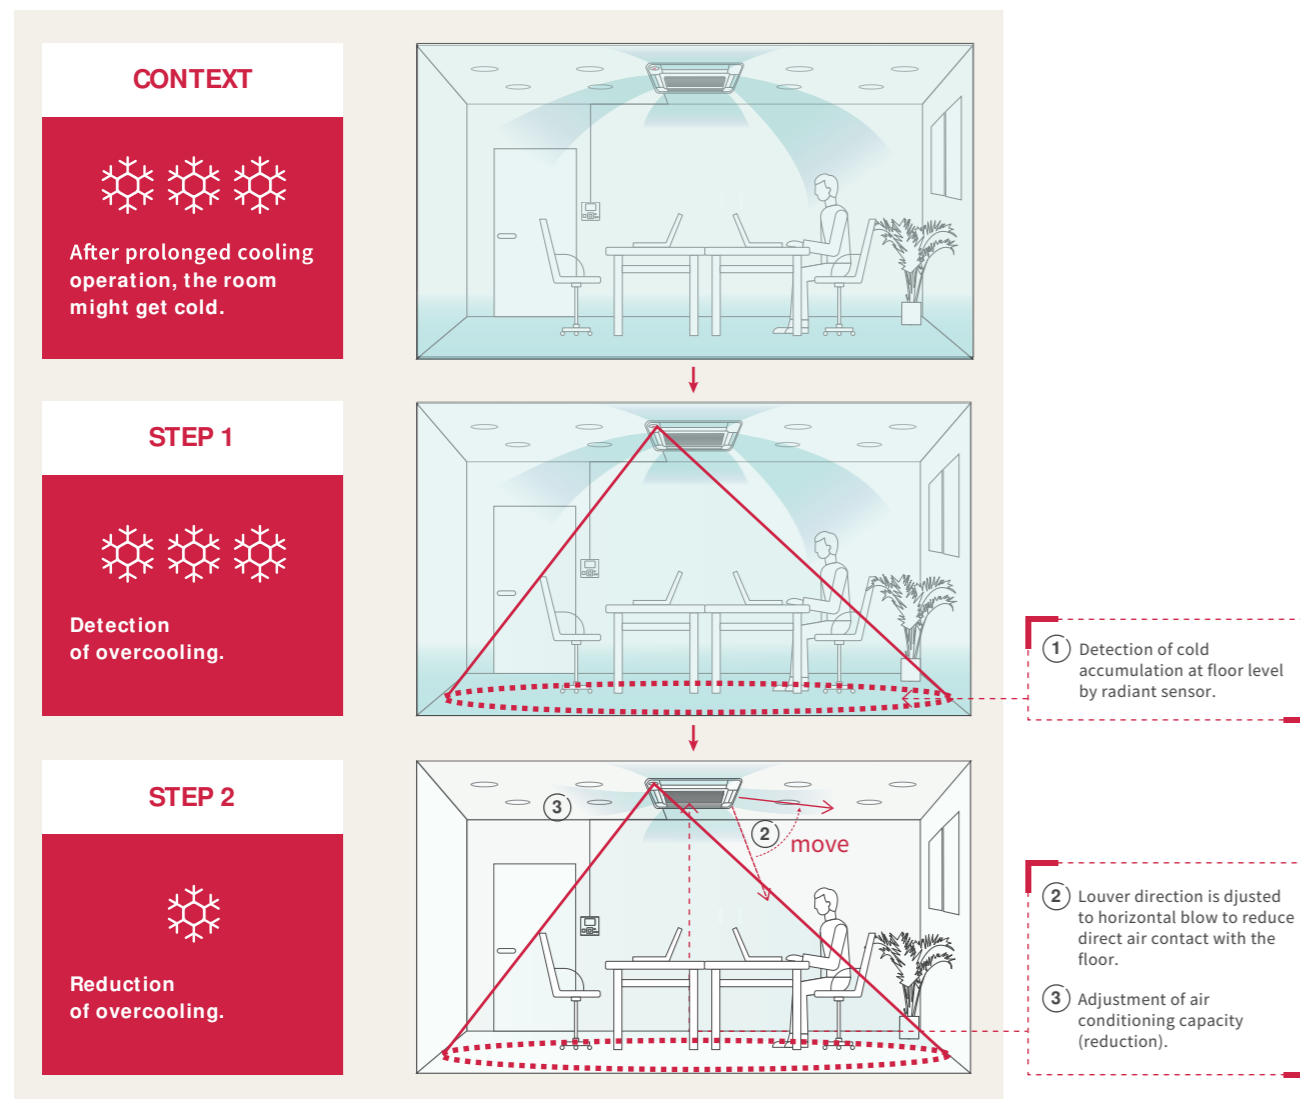 CONTEXT
After prolonged cooling
operation, the room
might get cold.
STEP 1
Detection
of overcooling.
1 Detection of cold
accumulation at floor level
by radiant sensor.
STEP 2
Reduction
of overcooling.
3
2
move
2 Louver direction is djusted
to horizontal blow to reduce
direct air contact with the
floor.
3 Adjustment of air
conditioning capacity
(reduction).